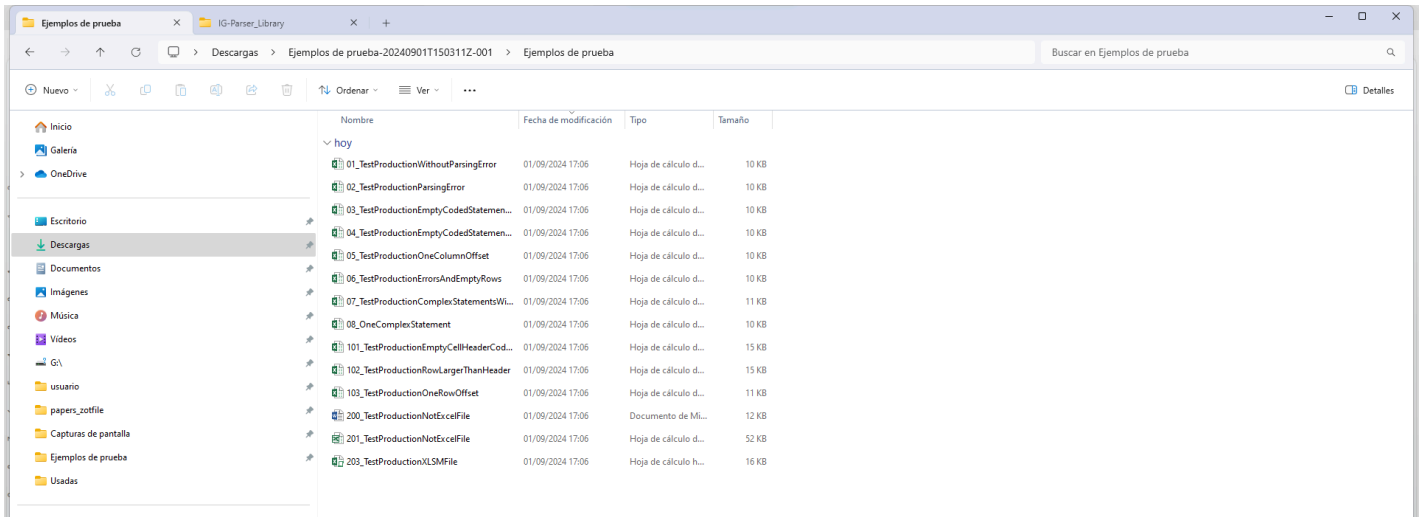 Ejemplos de prueba IG-Parser_Library
Descargas > Ejemplos de prueba-20240901T150311Z-001 > Ejemplos de prueba Buscar en Ejemplos de prueba
Nuevo Ordenar Ver ... Detalles
Nombre Fecha de modificación Tipo Tamaño
Inicio
Galería
OneDrive
Escritorio
Descargas
Documentos
Imágenes
Música
Vídeos
G:\
usuario
papers_zotfile
Capturas de pantalla
Ejemplos de prueba
Usadas
hoy
01_TestProductionWithoutParsingError 01/09/2024 17:06 Hoja de cálculo d... 10 KB
02_TestProductionParsingError 01/09/2024 17:06 Hoja de cálculo d... 10 KB
03_TestProductionEmptyCodedStatemen... 01/09/2024 17:06 Hoja de cálculo d... 10 KB
04_TestProductionEmptyCodedStatemen... 01/09/2024 17:06 Hoja de cálculo d... 10 KB
05_TestProductionOneColumnOffset 01/09/2024 17:06 Hoja de cálculo d... 10 KB
06_TestProductionErrorsAndEmptyRows 01/09/2024 17:06 Hoja de cálculo d... 10 KB
07_TestProductionComplexStatementsWi... 01/09/2024 17:06 Hoja de cálculo d... 11 KB
08_OneComplexStatement 01/09/2024 17:06 Hoja de cálculo d... 10 KB
101_TestProductionEmptyCellHeaderCod... 01/09/2024 17:06 Hoja de cálculo d... 15 KB
102_TestProductionRowLargerThanHeader 01/09/2024 17:06 Hoja de cálculo d... 15 KB
103_TestProductionOneRowOffset 01/09/2024 17:06 Hoja de cálculo d... 11 KB
200_TestProductionNotExcelFile 01/09/2024 17:06 Documento de Mi... 12 KB
201_TestProductionNotExcelFile 01/09/2024 17:06 Hoja de cálculo d... 52 KB
203_TestProductionXLSMFile 01/09/2024 17:06 Hoja de cálculo h... 16 KB